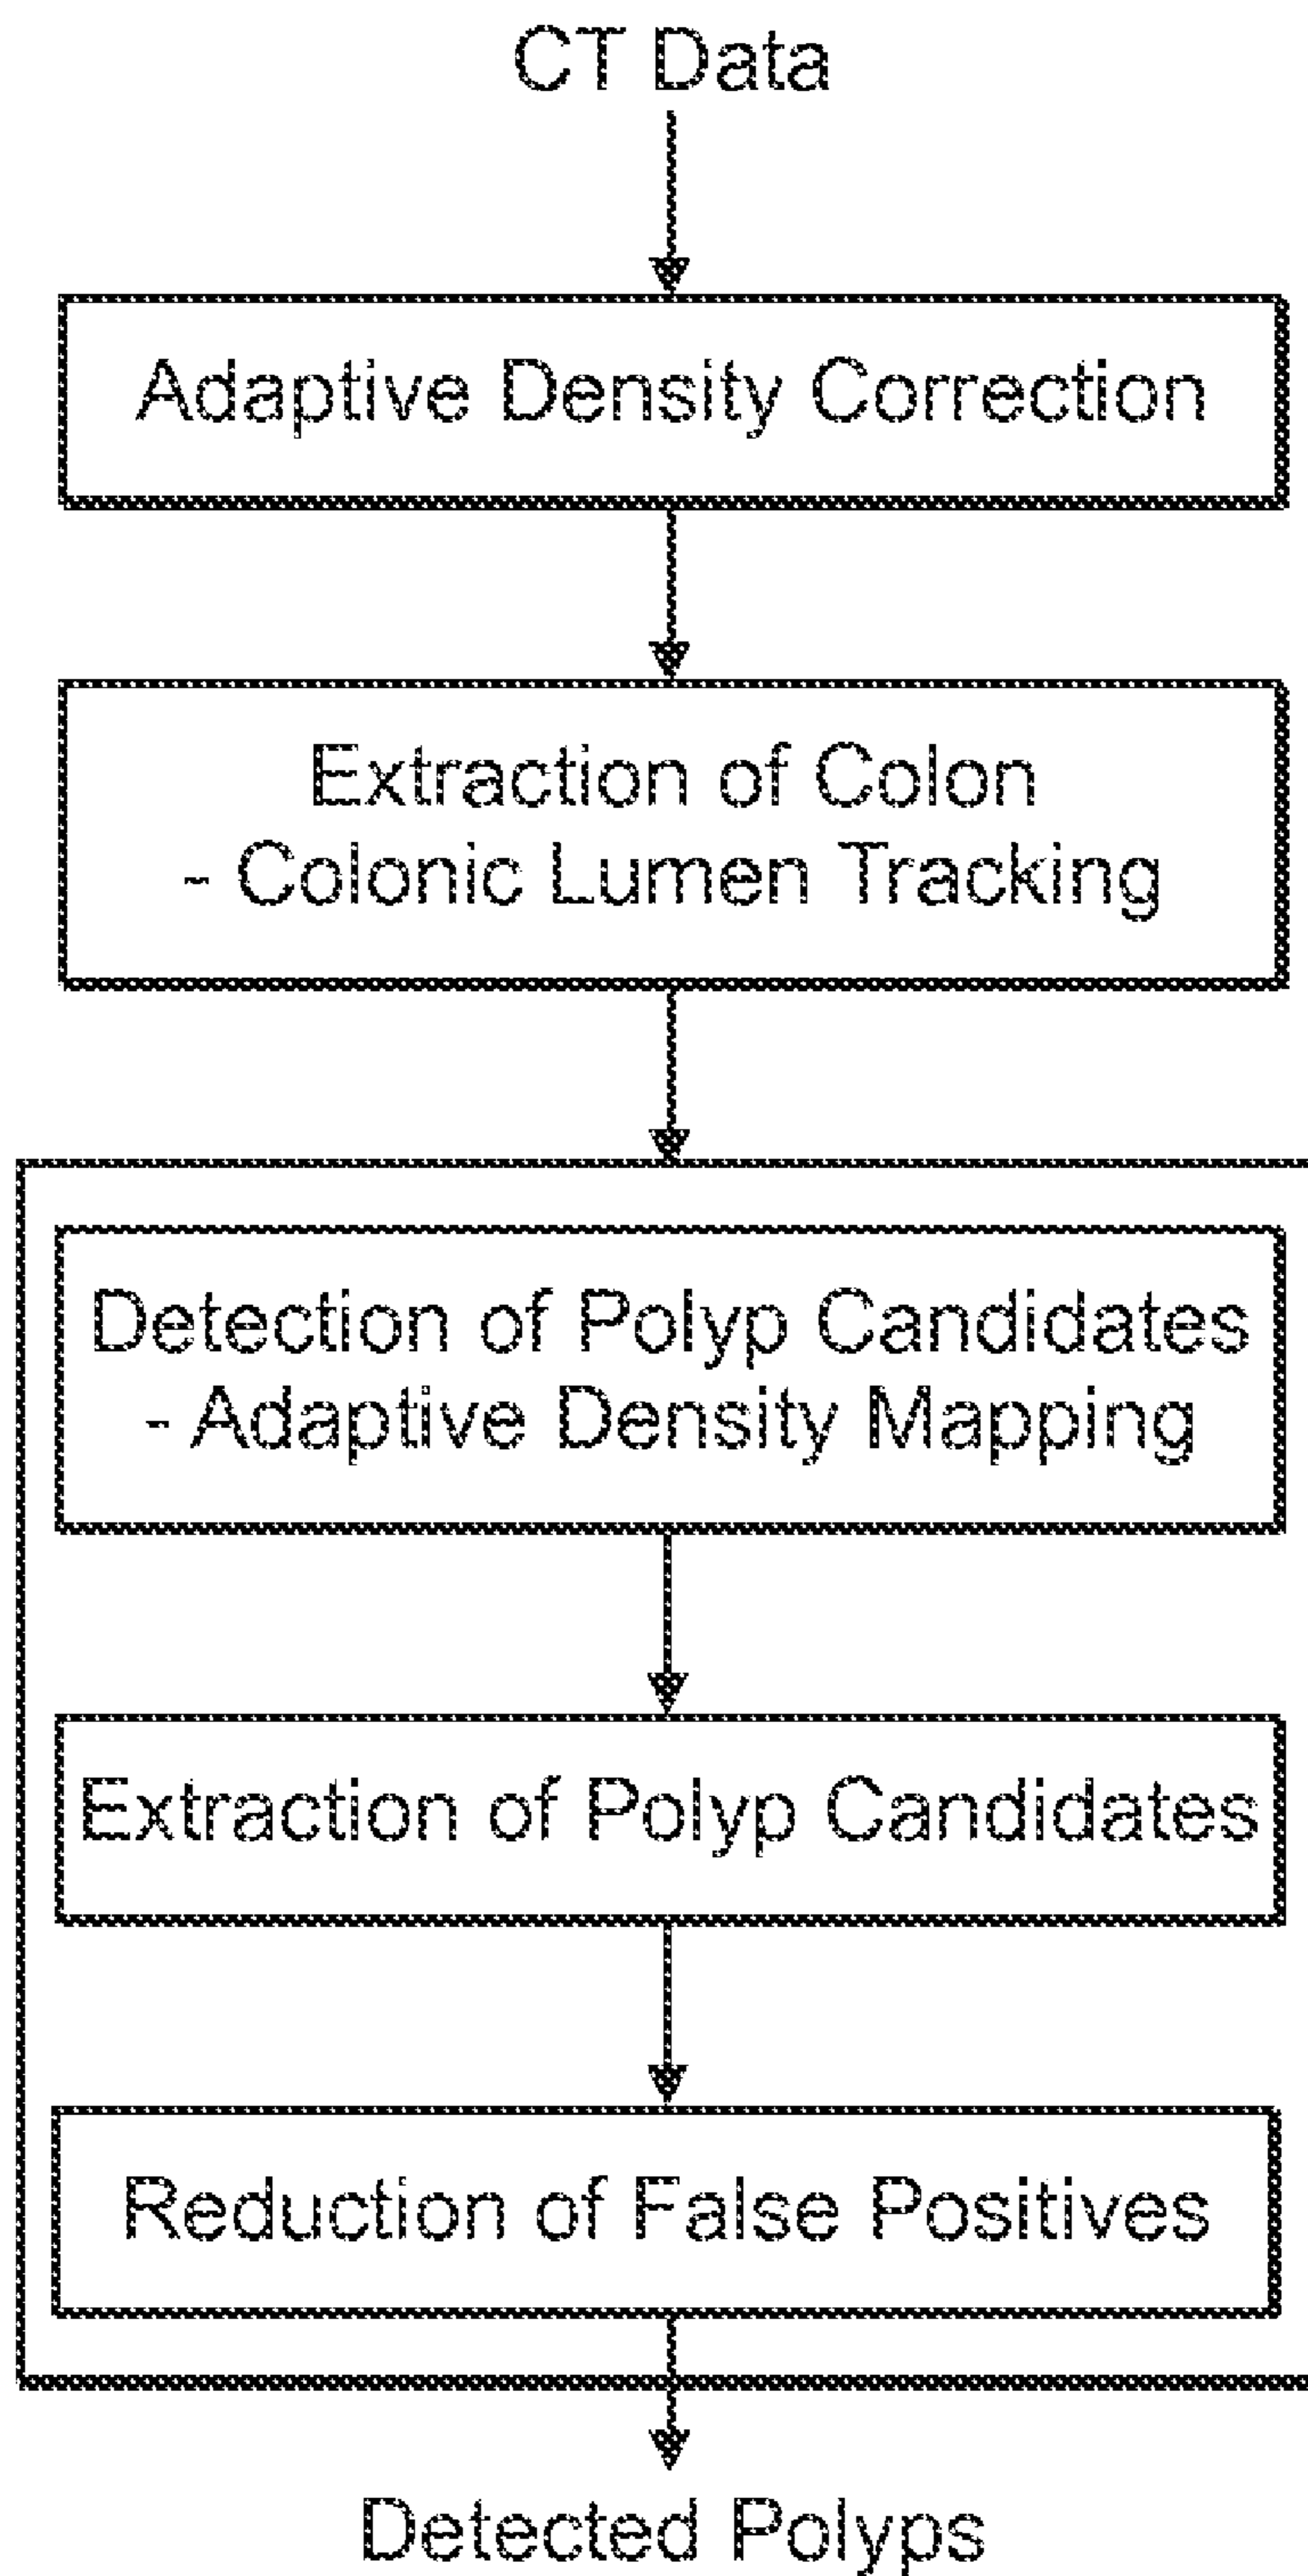 CT Data
Adaptive Density Correction
Extraction of Colon
- Colonic Lumen Tracking
Detection of Polyp Candidates
- Adaptive Density Mapping
Extraction of Polyp Candidates
Reduction of False Positives
Detected Polyps